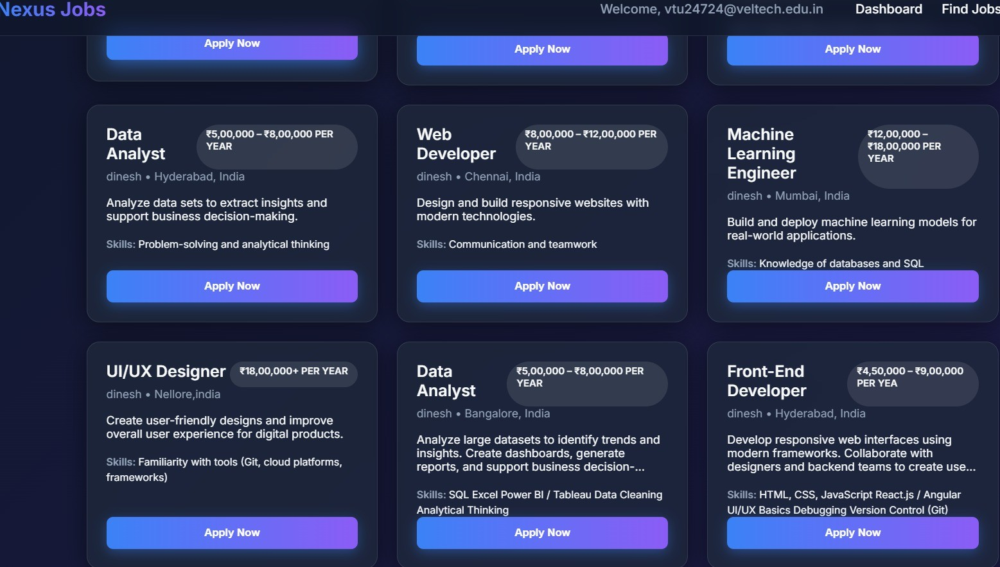 Nexus Jobs
Welcome, vtu24724@veltech.edu.in
Dashboard
Find Jobs
Apply Now
Apply Now
Apply Now
Data
Analyst
₹5,00,000 – ₹8,00,000 PER
YEAR
dinesh • Hyderabad, India
Analyze data sets to extract insights and
support business decision-making.
Skills: Problem-solving and analytical thinking
Apply Now
Web
Developer
₹8,00,000 – ₹12,00,000 PER
YEAR
dinesh • Chennai, India
Design and build responsive websites with
modern technologies.
Skills: Communication and teamwork
Apply Now
Machine
Learning
Engineer
₹12,00,000 –
₹18,00,000 PER
YEAR
dinesh • Mumbai, India
Build and deploy machine learning models for
real-world applications.
Skills: Knowledge of databases and SQL
Apply Now
UI/UX Designer
₹18,00,000+ PER YEAR
dinesh • Nellore,india
Create user-friendly designs and improve
overall user experience for digital products.
Skills: Familiarity with tools (Git, cloud platforms,
frameworks)
Apply Now
Data
Analyst
₹5,00,000 – ₹8,00,000 PER
YEAR
dinesh • Bangalore, India
Analyze large datasets to identify trends and
insights. Create dashboards, generate
reports, and support business decision-...
Skills: SQL Excel Power BI / Tableau Data Cleaning
Analytical Thinking
Apply Now
Front-End
Developer
₹4,50,000 – ₹9,00,000
PER YEA
dinesh • Hyderabad, India
Develop responsive web interfaces using
modern frameworks. Collaborate with
designers and backend teams to create use...
Skills: HTML, CSS, JavaScript React.js / Angular
UI/UX Basics Debugging Version Control (Git)
Apply Now